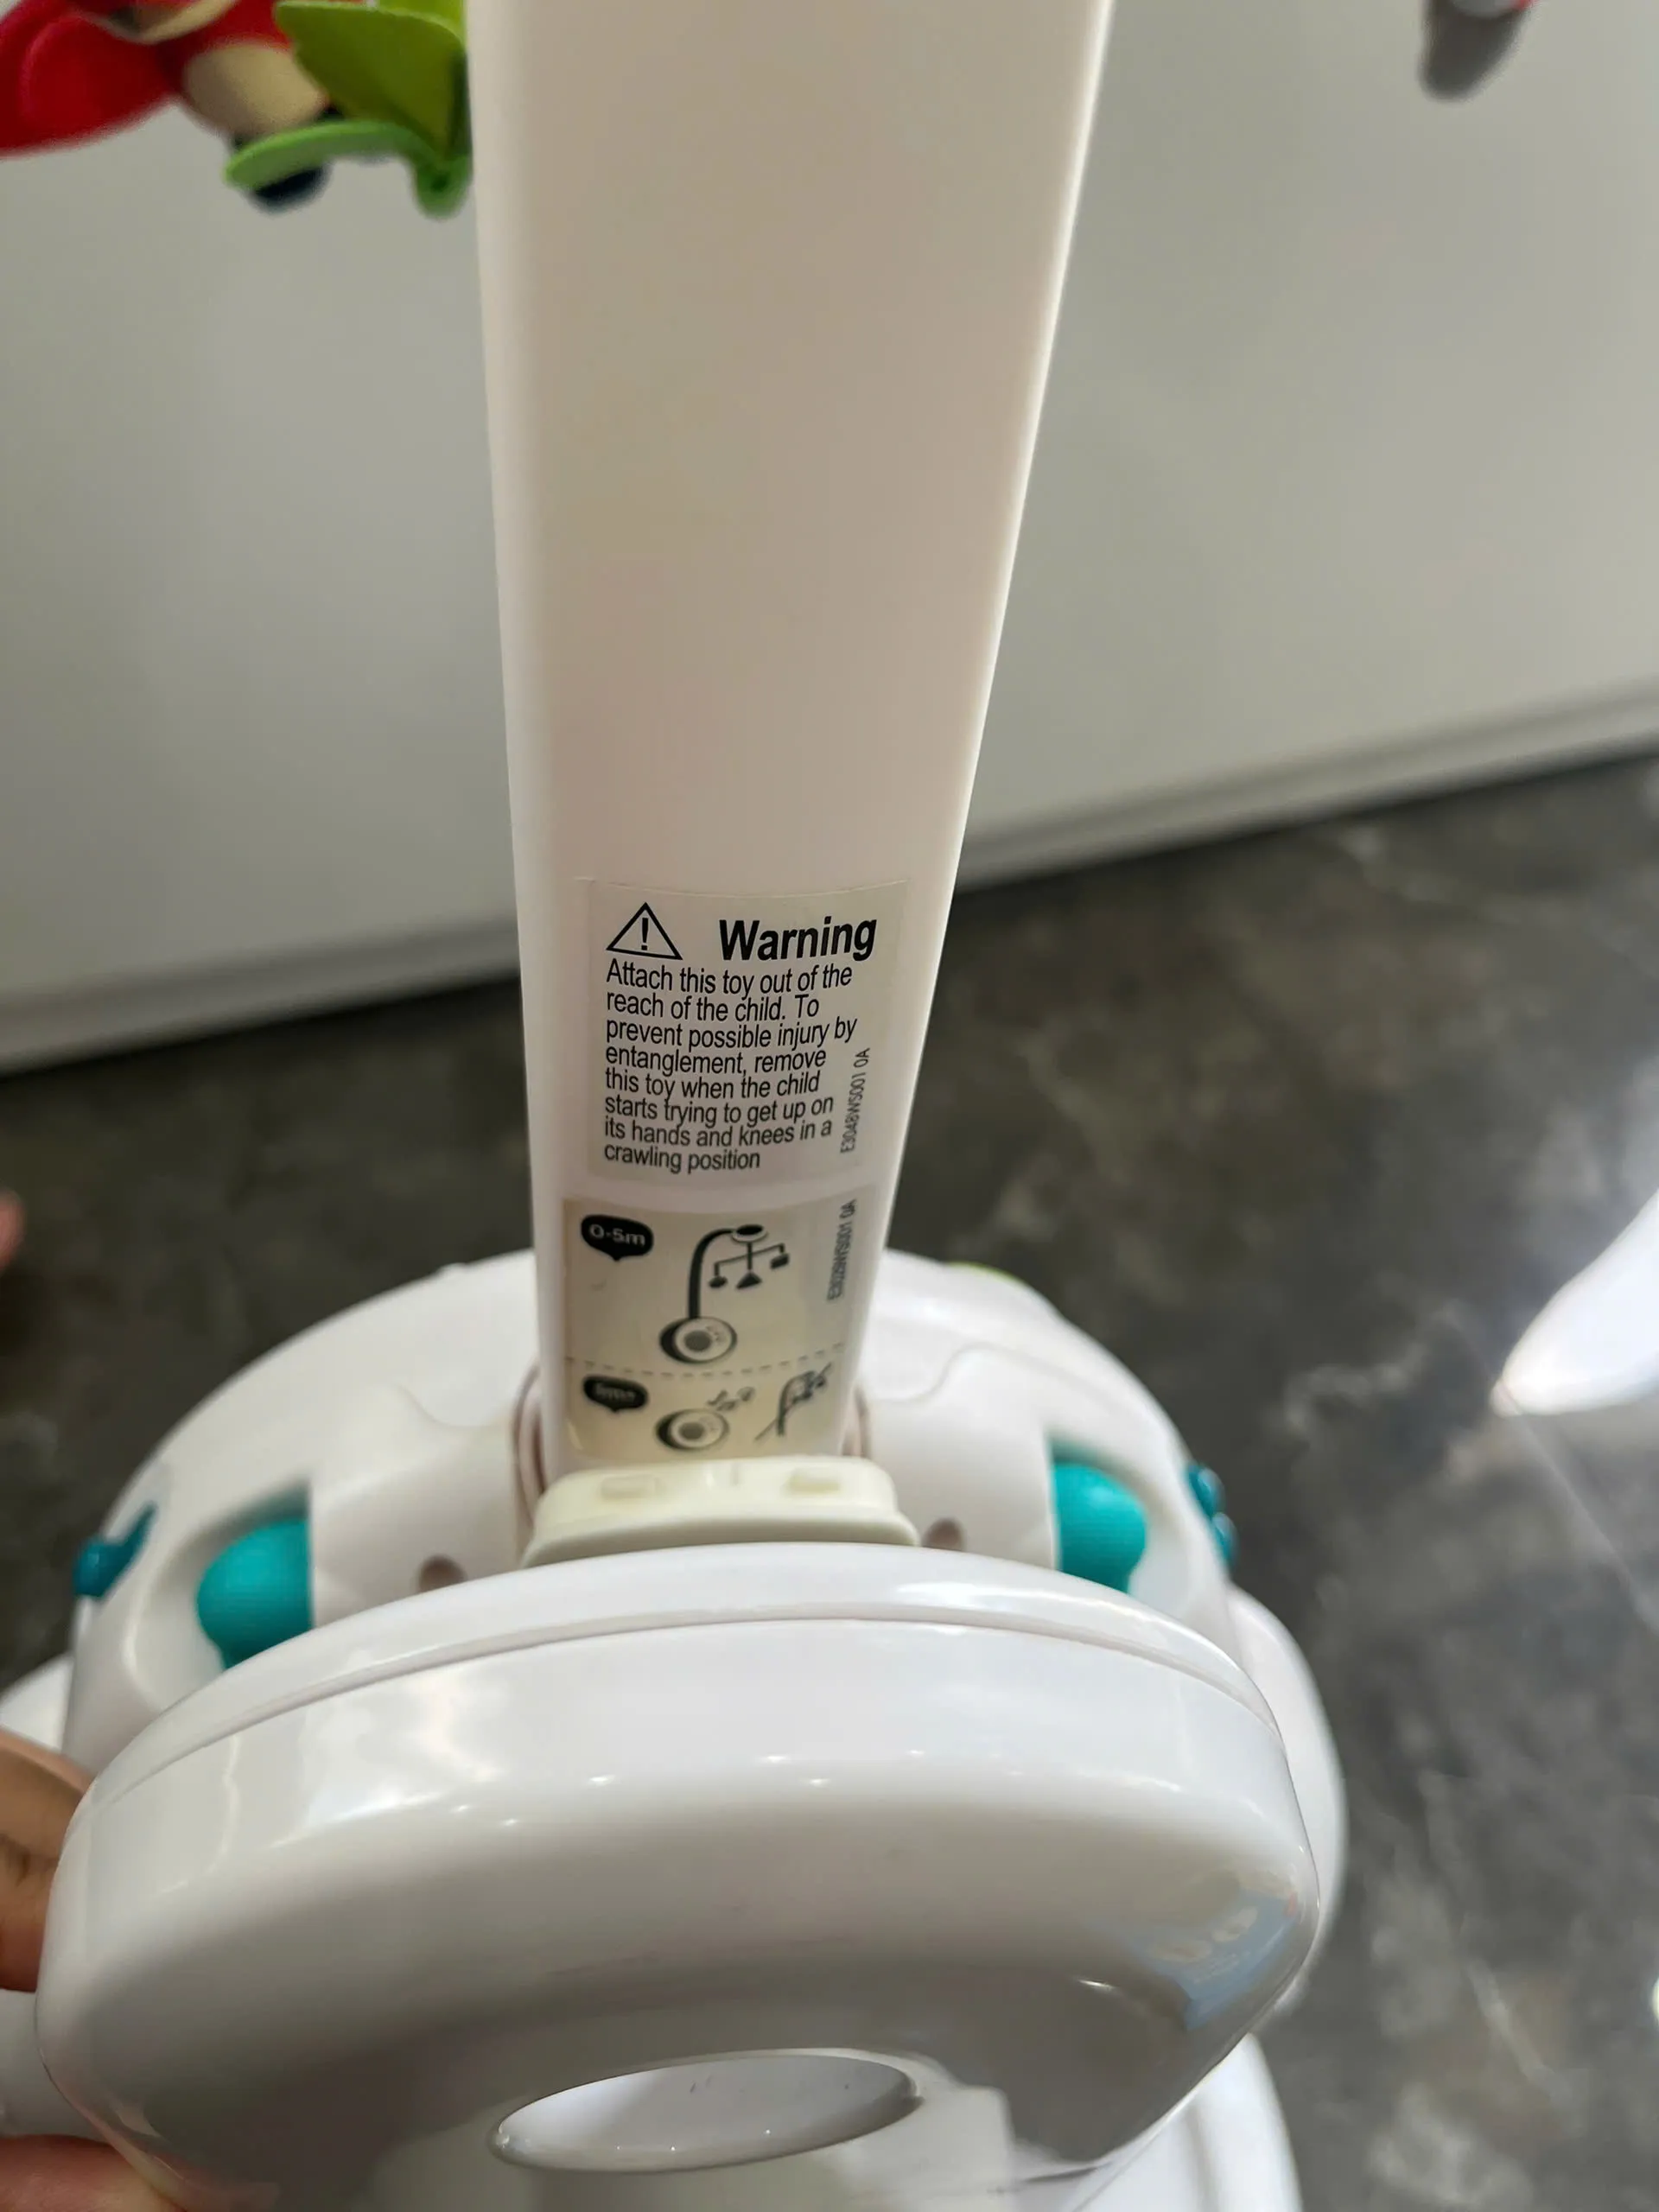 Warning
Attach this toy out of the
reach of the child. To
prevent possible injury by
entanglement, remove
this toy when the child
starts trying to get up on
its hands and knees in a
crawling position
E3048WS001 0A
0-5m
5m+